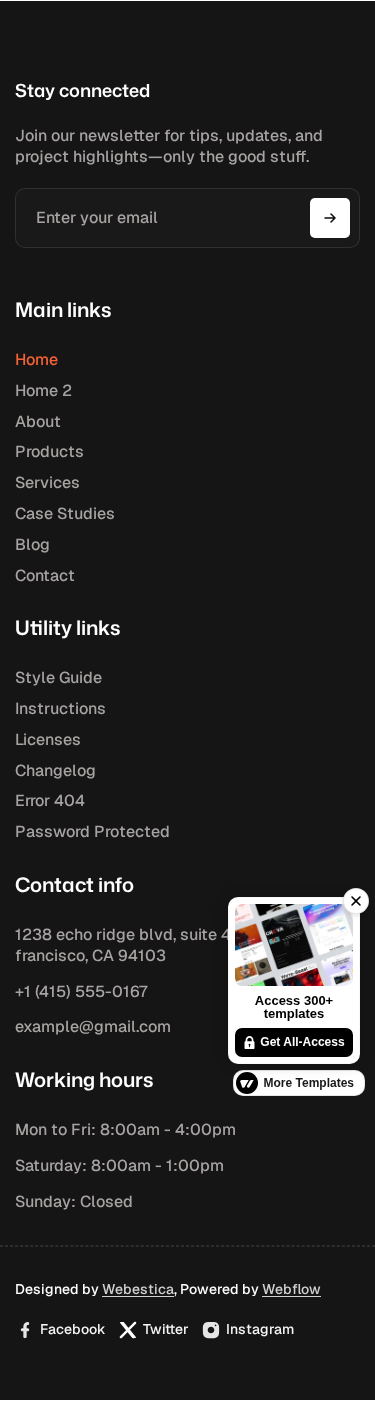 Stay connected
Join our newsletter for tips, updates, and
project highlights—only the good stuff.
Enter your email
Main links
Home
Home 2
About
Products
Services
Case Studies
Blog
Contact
Utility links
Style Guide
Instructions
Licenses
Changelog
Error 404
Password Protected
Contact info
1238 echo ridge blvd, suite
francisco, CA 94103
+1 (415) 555-0167
example@gmail.com
Access 300+
templates
Get All-Access
More Templates
Working hours
Mon to Fri: 8:00am - 4:00pm
Saturday: 8:00am - 1:00pm
Sunday: Closed
Designed by Webestica, Powered by Webflow
Facebook
Twitter
Instagram